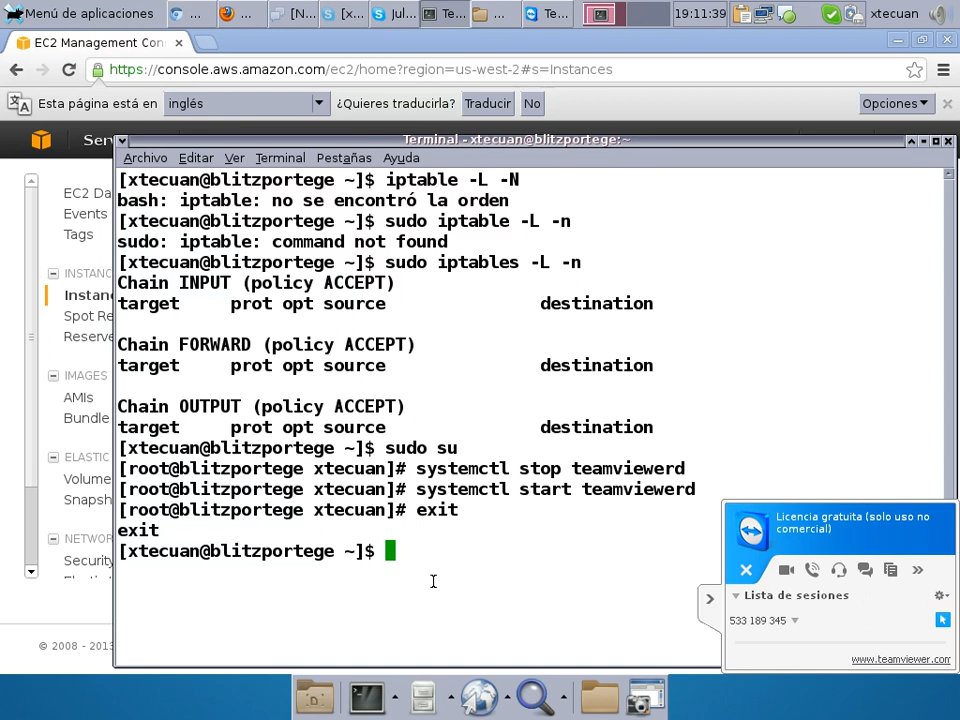 Menú de aplicaciones
...
...
[N...
[x...
Jul...
Te...
...
Te...
19:11:39
xtecuan
EC2 Management Con
https://console.aws.amazon.com/ec2/home?region=us-west-2#s=Instances
Esta página está en
inglés
¿Quieres traducirla?
Traducir
No
Opciones
Ser
Terminal - xtecuan@blitzportege:~
Archivo Editar Ver Terminal Pestañas Ayuda
EC2 Da
Events
Tags
INSTAN
Instan
Spot Re
Reserve
IMAGES
AMIs
Bundle
ELASTIC
Volume
Snapsh
NETWOR
Security
© 2008 - 2013
[xtecuan@blitzportege ~]$ iptable -L -N
bash: iptable: no se encontró la orden
[xtecuan@blitzportege ~]$ sudo iptable -L -n
sudo: iptable: command not found
[xtecuan@blitzportege ~]$ sudo iptables -L -n
Chain INPUT (policy ACCEPT)
target     prot opt source               destination
Chain FORWARD (policy ACCEPT)
target     prot opt source               destination
Chain OUTPUT (policy ACCEPT)
target     prot opt source               destination
[xtecuan@blitzportege ~]$ sudo su
[root@blitzportege xtecuan]# systemctl stop teamviewerd
[root@blitzportege xtecuan]# systemctl start teamviewerd
[root@blitzportege xtecuan]# exit
exit
[xtecuan@blitzportege ~]$
Licencia gratuita (solo uso no
comercial)
Lista de sesiones
533 189 345
www.teamviewer.com